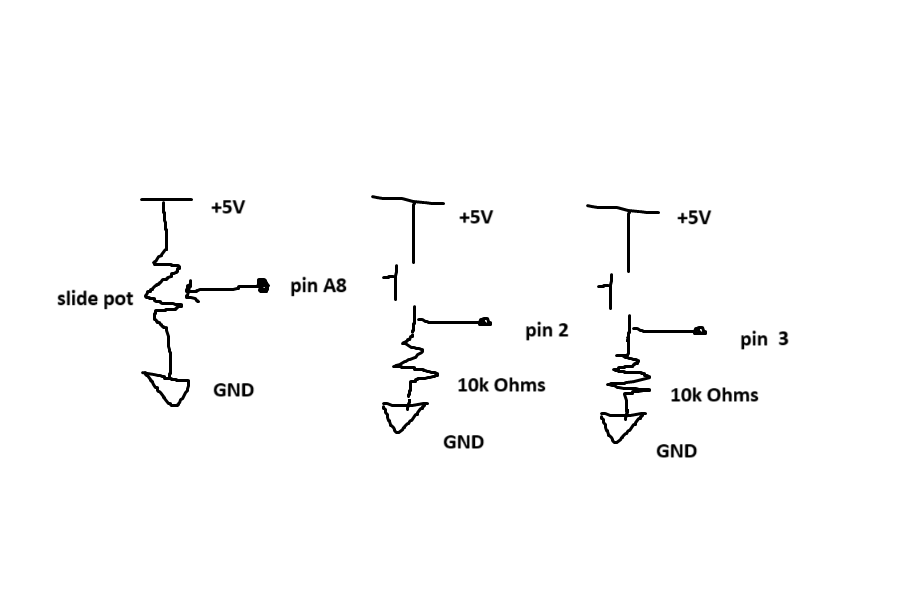 +5V
slide pot
pin A8
GND
+5V
pin 2
10k Ohms
GND
+5V
pin 3
10k Ohms
GND